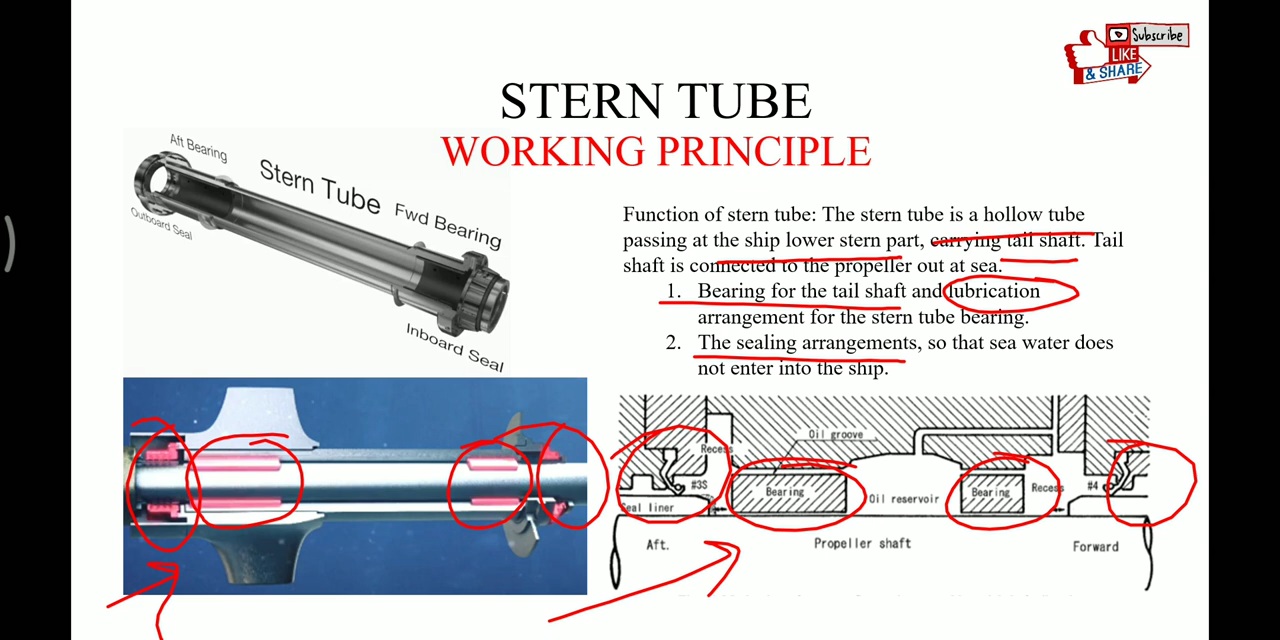 Subscribe
LIKE
& SHARE
STERN TUBE
WORKING PRINCIPLE
Aft Bearing
Stern Tube
Fwd Bearing
Outboard Seal
Inboard Seal
Function of stern tube: The stern tube is a hollow tube
passing at the ship lower stern part, carrying tail shaft. Tail
shaft is connected to the propeller out at sea.
1. Bearing for the tail shaft and lubrication
arrangement for the stern tube bearing.
2. The sealing arrangements, so that sea water does
not enter into the ship.
Oil groove
Recess
#3S
Bearing
Oil reservoir
Bearing
Recess
#4
Seal liner
Aft.
Propeller shaft
Forward